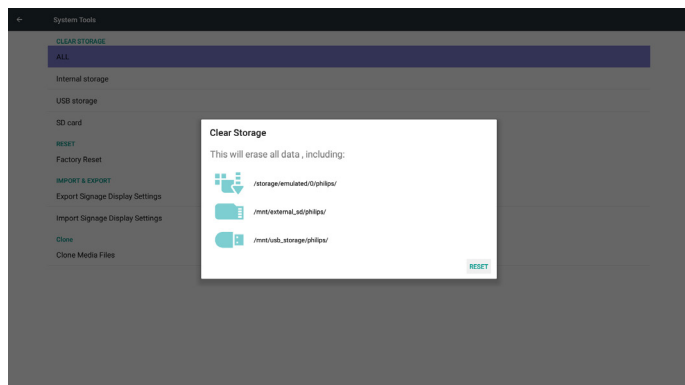 System Tools
CLEAR STORAGE
ALL
Internal storage
USB storage
SD card
RESET
Factory Reset
IMPORT & EXPORT
Export Signage Display Settings
Import Signage Display Settings
Clone
Clone Media Files
Clear Storage
This will erase all data , including:
/storage/emulated/0/philips/
/mnt/external_sd/philips/
/mnt/usb_storage/philips/
RESET